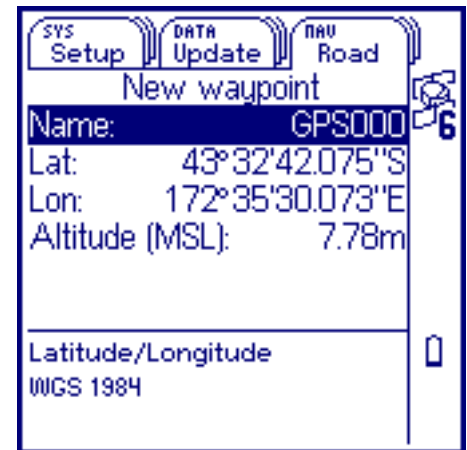 SYS DATA NAV
Setup Update Road
New waypoint
Name: GPS000
6
Lat: 43°32'42.075"S
Lon: 172°35'30.073"E
Altitude (MSL): 7.78m
Latitude/Longitude
WGS 1984